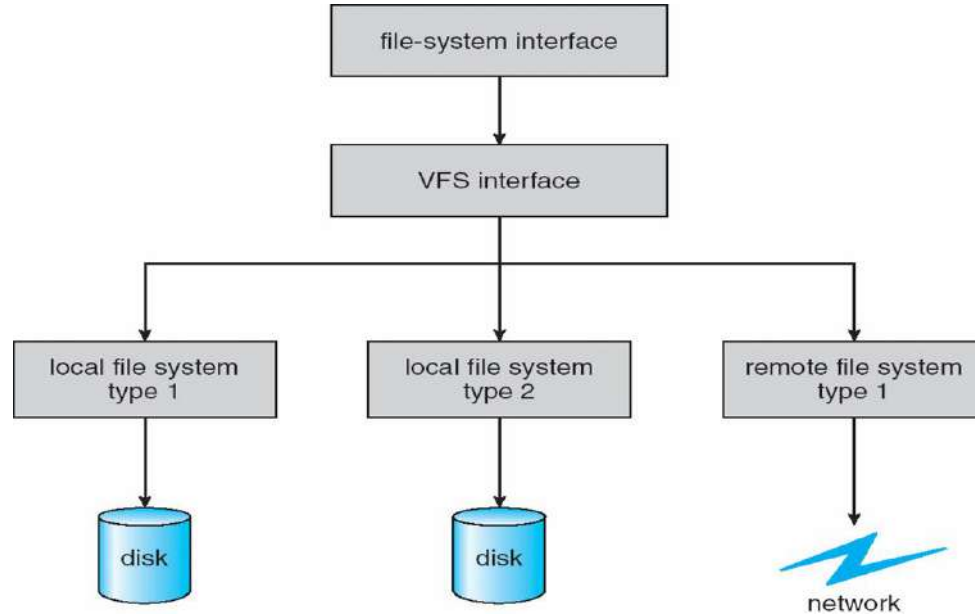 file-system interface
VFS interface
local file system
type 1
local file system
type 2
remote file system
type 1
disk
disk
network